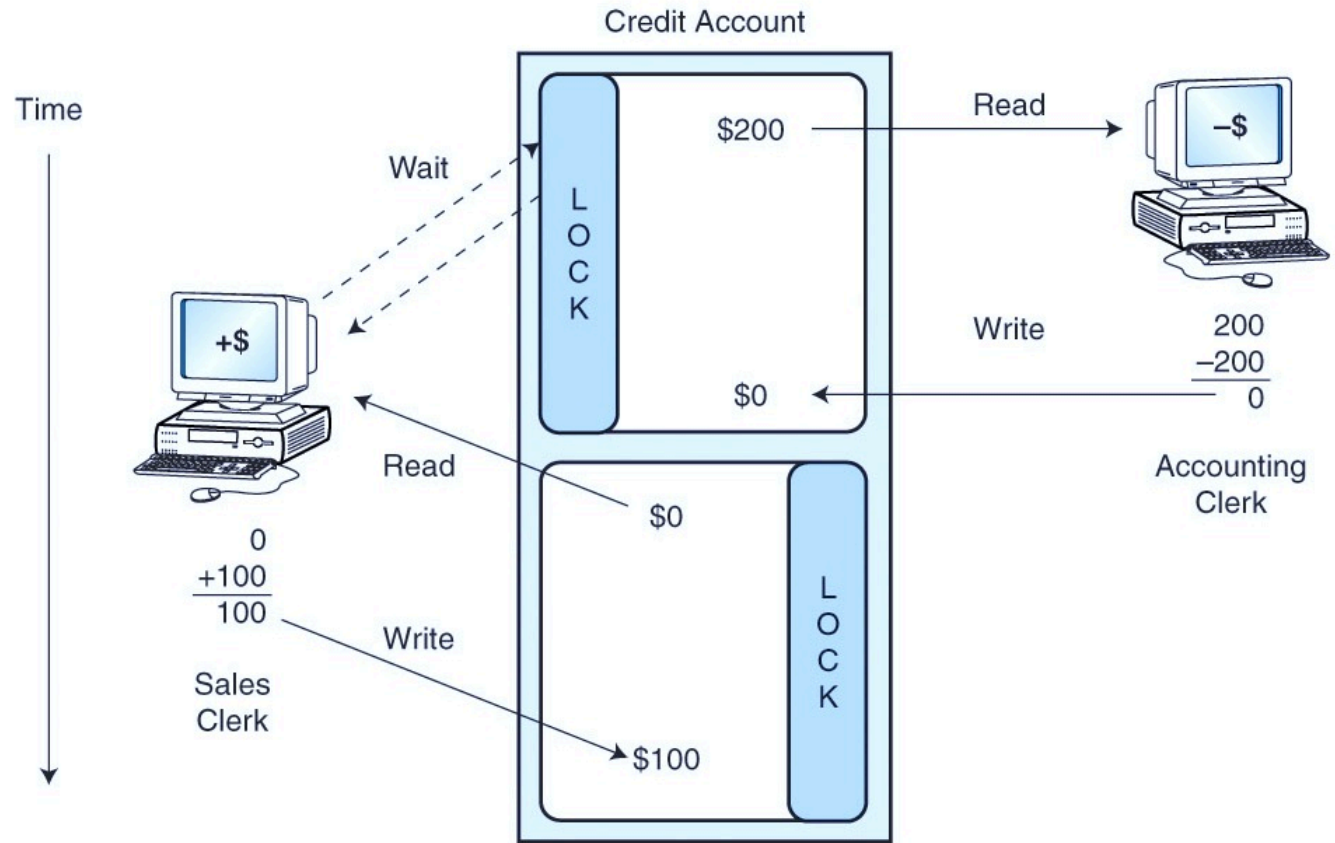 Credit Account
Time
$200
Read
–$
Wait
L
O
C
K
+$
Write
200
–200
0
$0
Read
Accounting
Clerk
$0
0
+100
100
L
O
C
K
Write
Sales
Clerk
$100